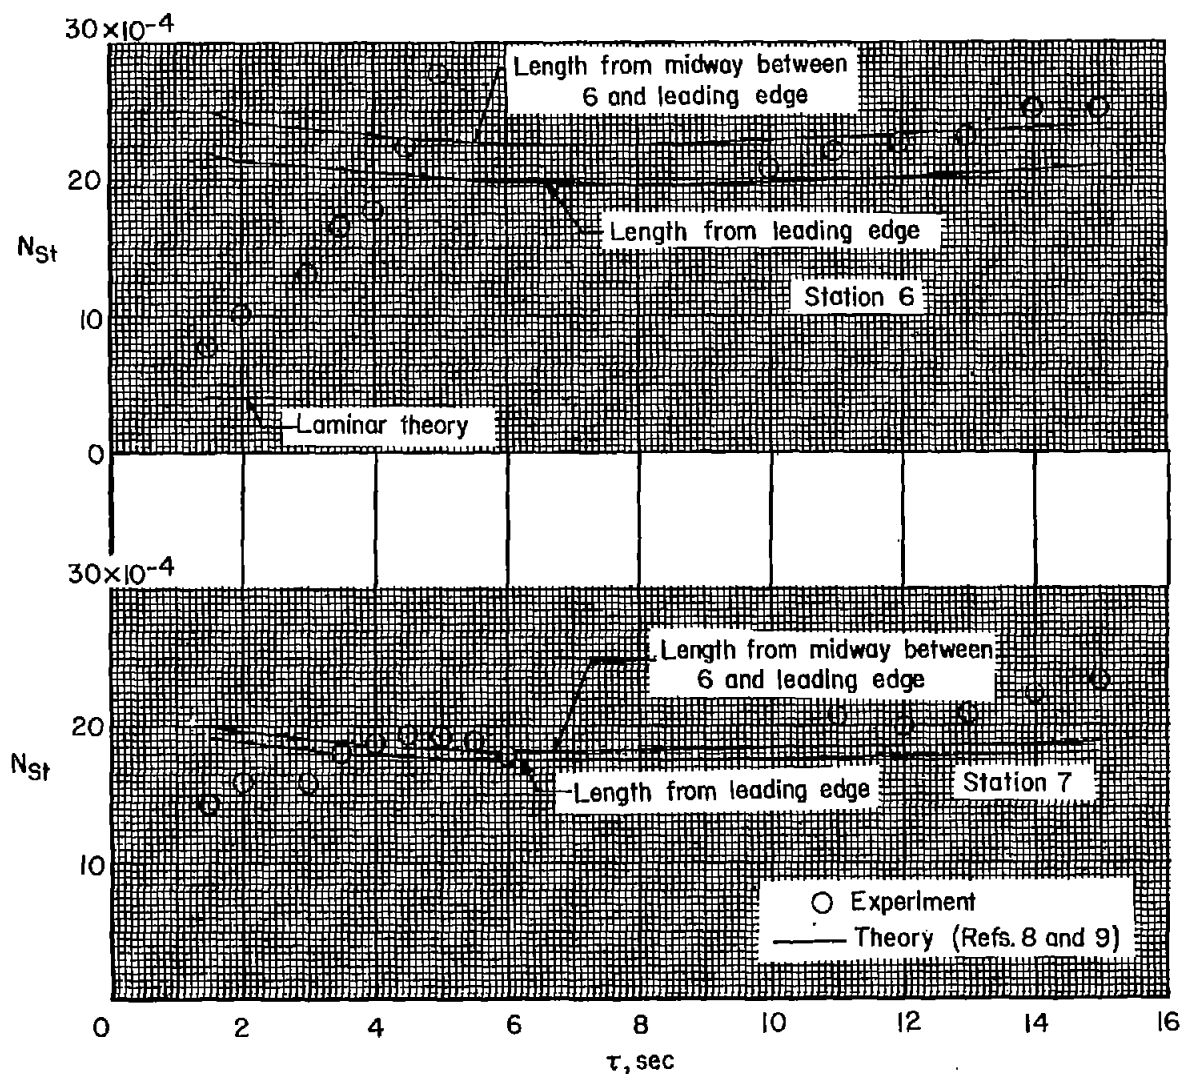 30×10⁻⁴
Length from midway between
6 and leading edge
20
N_St
Length from leading edge
Station 6
10
Laminar theory
0
30×10⁻⁴
Length from midway between
6 and leading edge
20
N_St
Length from leading edge
Station 7
10
Experiment
Theory (Refs. 8 and 9)
0 2 4 6 8 10 12 14 16
τ, sec